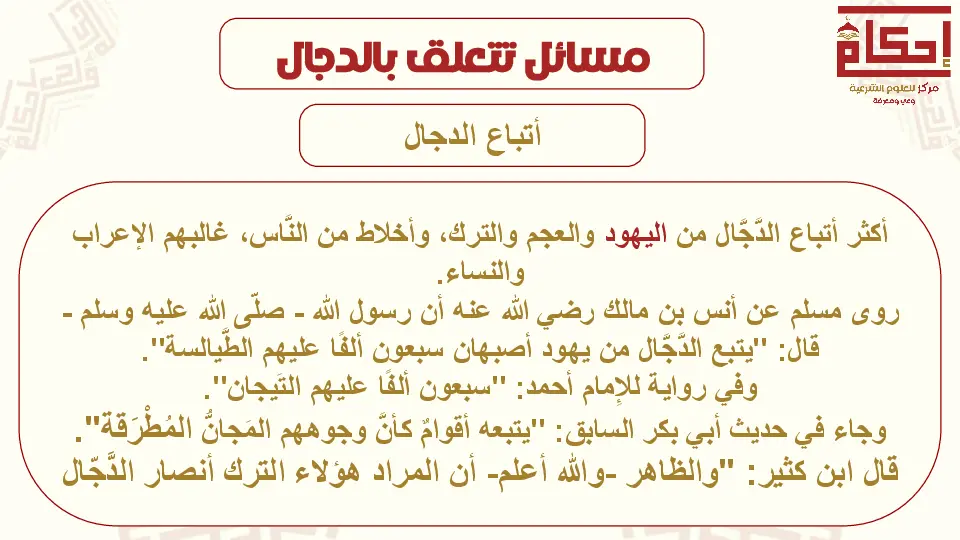 إحكام
مركز للعلوم الشرعية
وعي ومعرفة
مسائل تتعلق بالدجال
أتباع الدجال
أكثر أتباع الدَّجَّال من اليهود والعجم والترك، وأخلاط من النَّاس، غالبهم الإعراب
والنساء.
روى مسلم عن أنس بن مالك رضي الله عنه أن رسول الله - صلّى الله عليه وسلم -
قال: "يتبع الدَّجَّال من يهود أصبهان سبعون ألفًا عليهم الطَّيالسة".
وفي رواية للإمام أحمد: "سبعون ألفًا عليهم التَيجان".
وجاء في حديث أبي بكر السابق: "يتبعه أقوامٌ كأنَّ وجوههم المَجانُّ المُطْرَقة".
قال ابن كثير: "والظاهر -والله أعلم- أن المراد هؤلاء الترك أنصار الدَّجّال